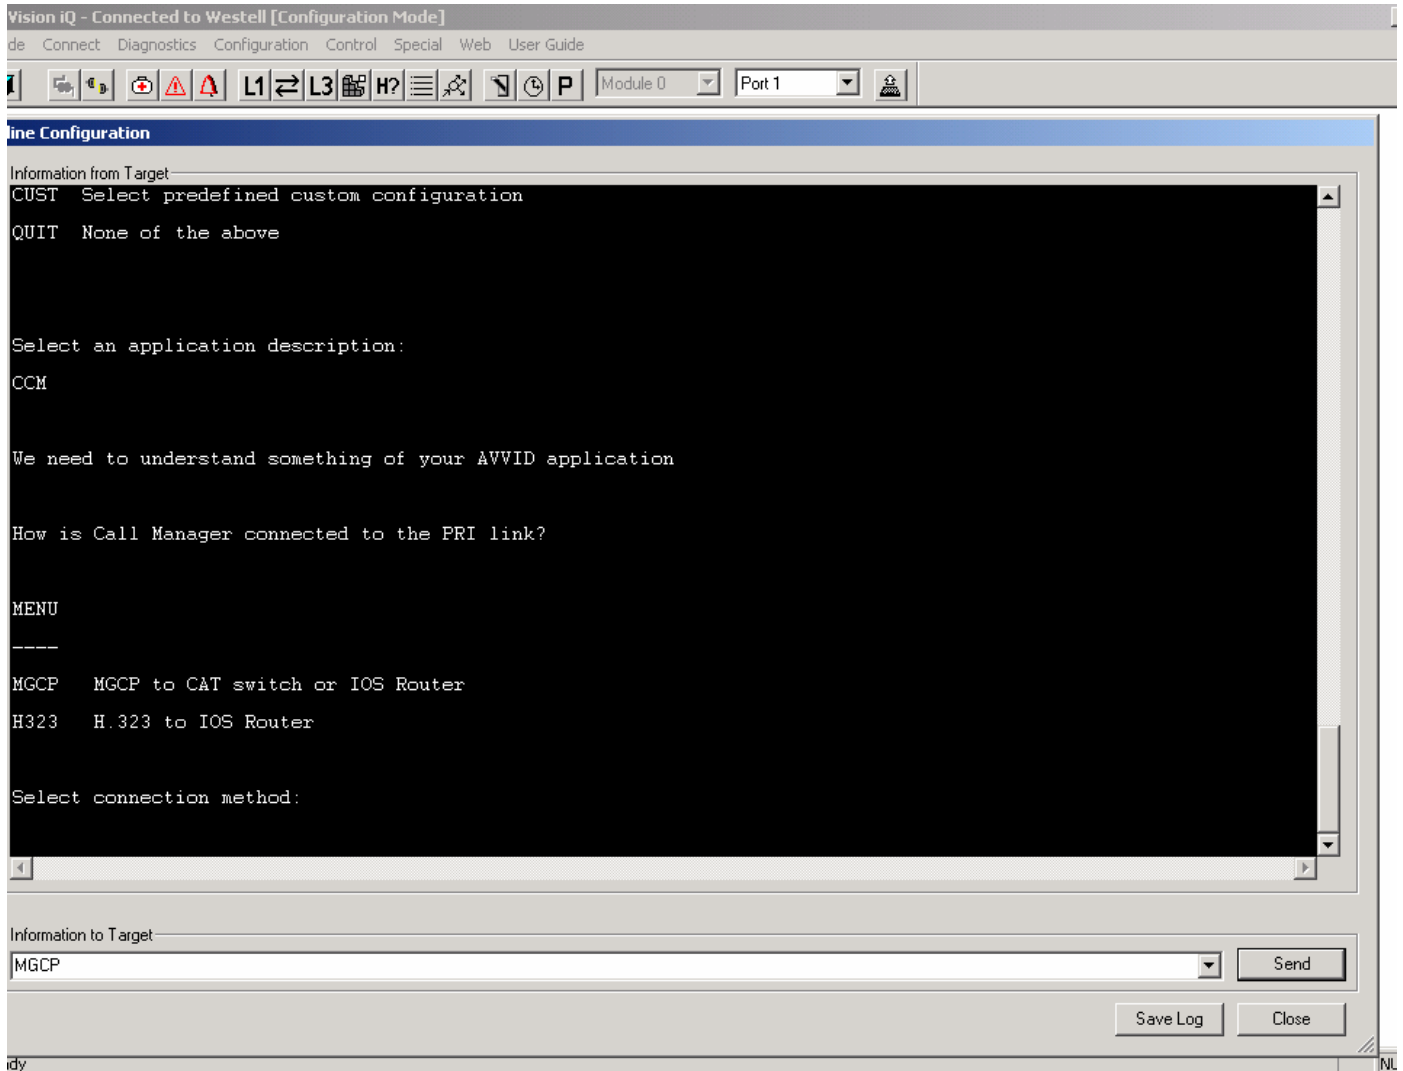 Vision iQ - Connected to Westell [Configuration Mode]
de Connect Diagnostics Configuration Control Special Web User Guide
L1 L3 H? P Module 0 Port 1
line Configuration
Information from Target
CUST Select predefined custom configuration
QUIT None of the above
Select an application description:
CCM
We need to understand something of your AVVID application
How is Call Manager connected to the PRI link?
MENU
----
MGCP MGCP to CAT switch or IOS Router
H323 H.323 to IOS Router
Select connection method:
Information to Target
MGCP Send
Save Log Close
dy NU